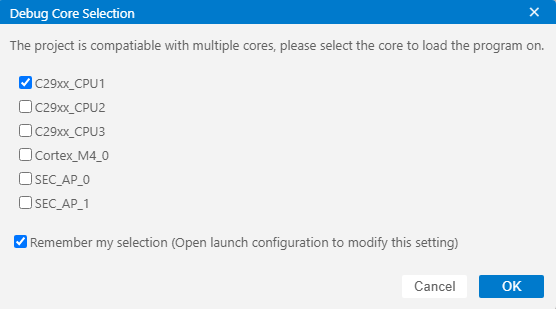 Debug Core Selection
The project is compatiable with multiple cores, please select the core to load the program on.
C29xx_CPU1
C29xx_CPU2
C29xx_CPU3
Cortex_M4_0
SEC_AP_0
SEC_AP_1
Remember my selection (Open launch configuration to modify this setting)
Cancel
OK